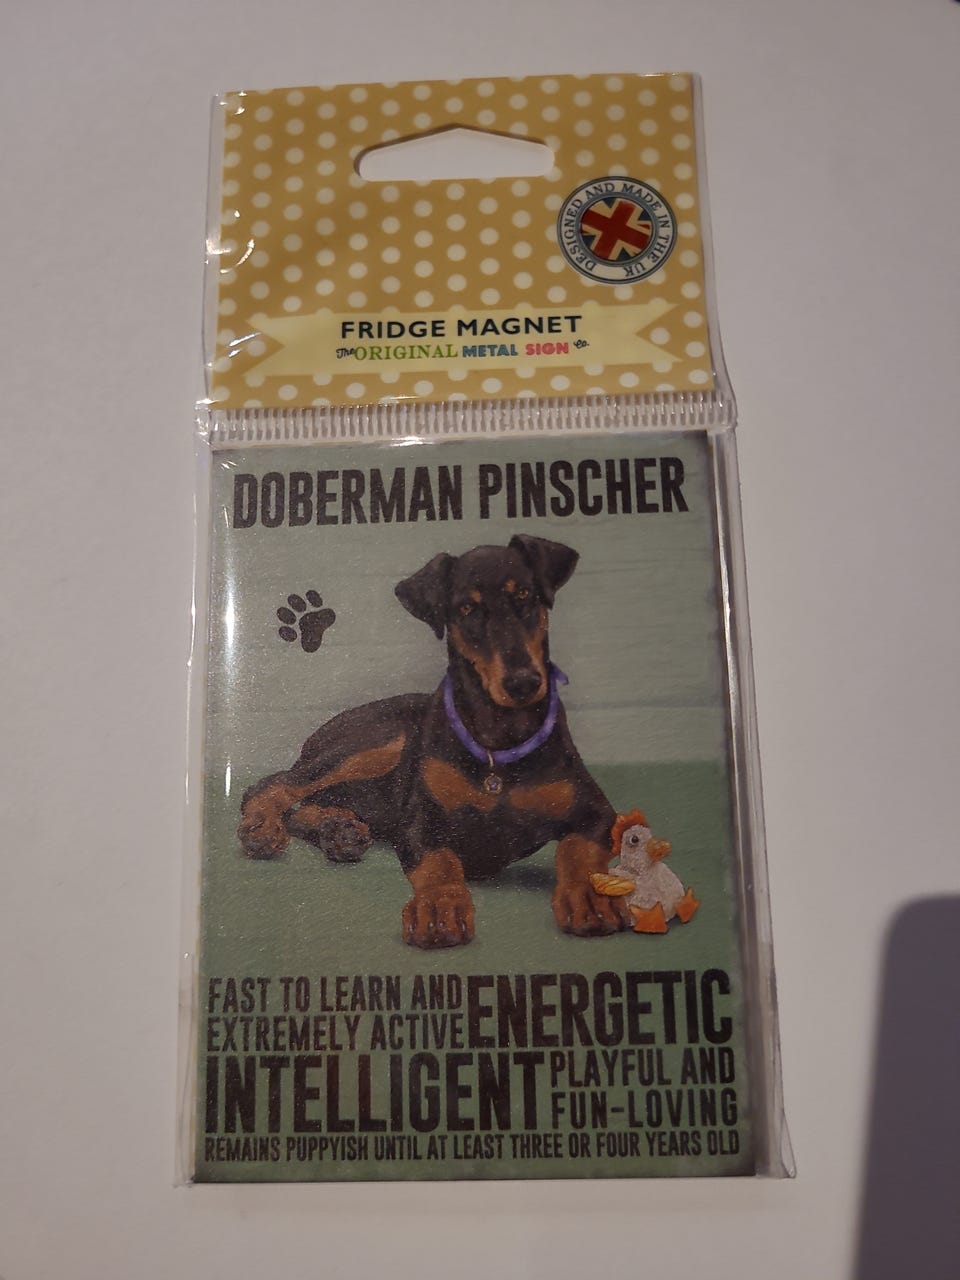 DESIGNED AND MADE IN THE UK
FRIDGE MAGNET
The ORIGINAL METAL SIGN Co.
DOBERMAN PINSCHER
FAST TO LEARN AND
EXTREMELY ACTIVE
ENERGETIC
INTELLIGENT
PLAYFUL AND
FUN-LOVING
REMAINS PUPPYISH UNTIL AT LEAST THREE OR FOUR YEARS OLD